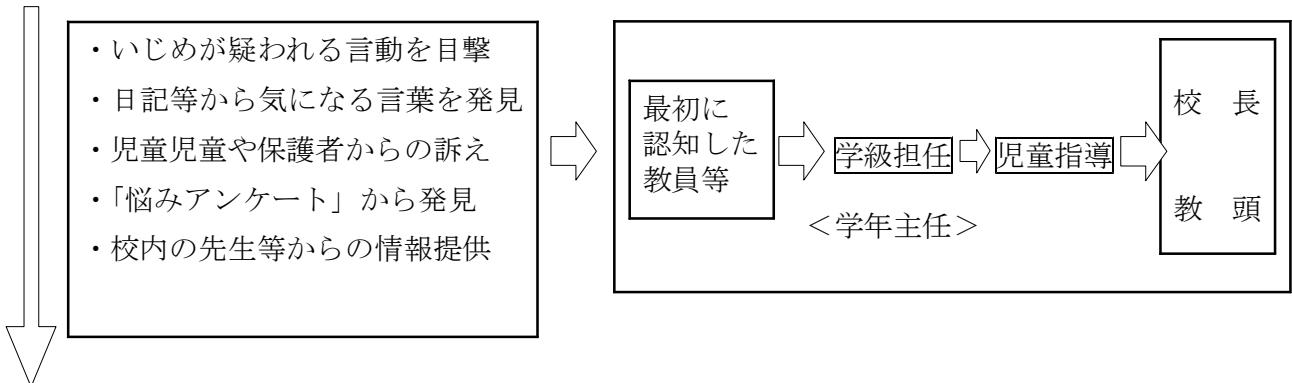 ・いじめが疑われる言動を目撃
・日記等から気になる言葉を発見
・児童児童や保護者からの訴え
・「悩みアンケート」から発見
・校内の先生等からの情報提供
最初に
認知した
教員等
学級担任
児童指導
＜学年主任＞
校　長
教　頭